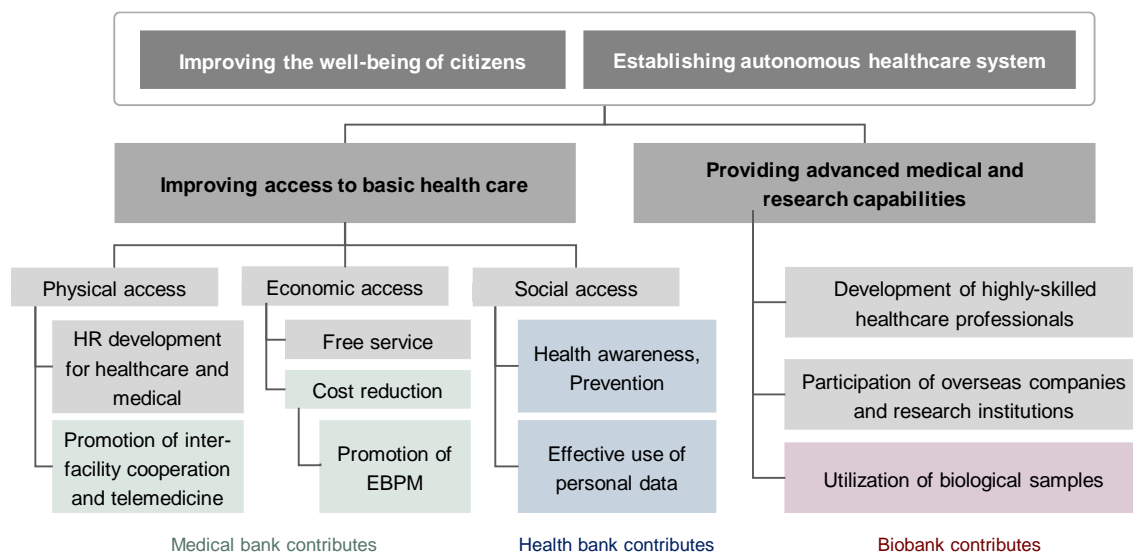 Improving the well-being of citizens
Establishing autonomous healthcare system
Improving access to basic health care
Providing advanced medical and
research capabilities
Physical access
Economic access
Social access
HR development
for healthcare and
medical
Promotion of inter-
facility cooperation
and telemedicine
Free service
Cost reduction
Promotion of
EBPM
Health awareness,
Prevention
Effective use of
personal data
Development of highly-skilled
healthcare professionals
Participation of overseas companies
and research institutions
Utilization of biological samples
Medical bank contributes
Health bank contributes
Biobank contributes